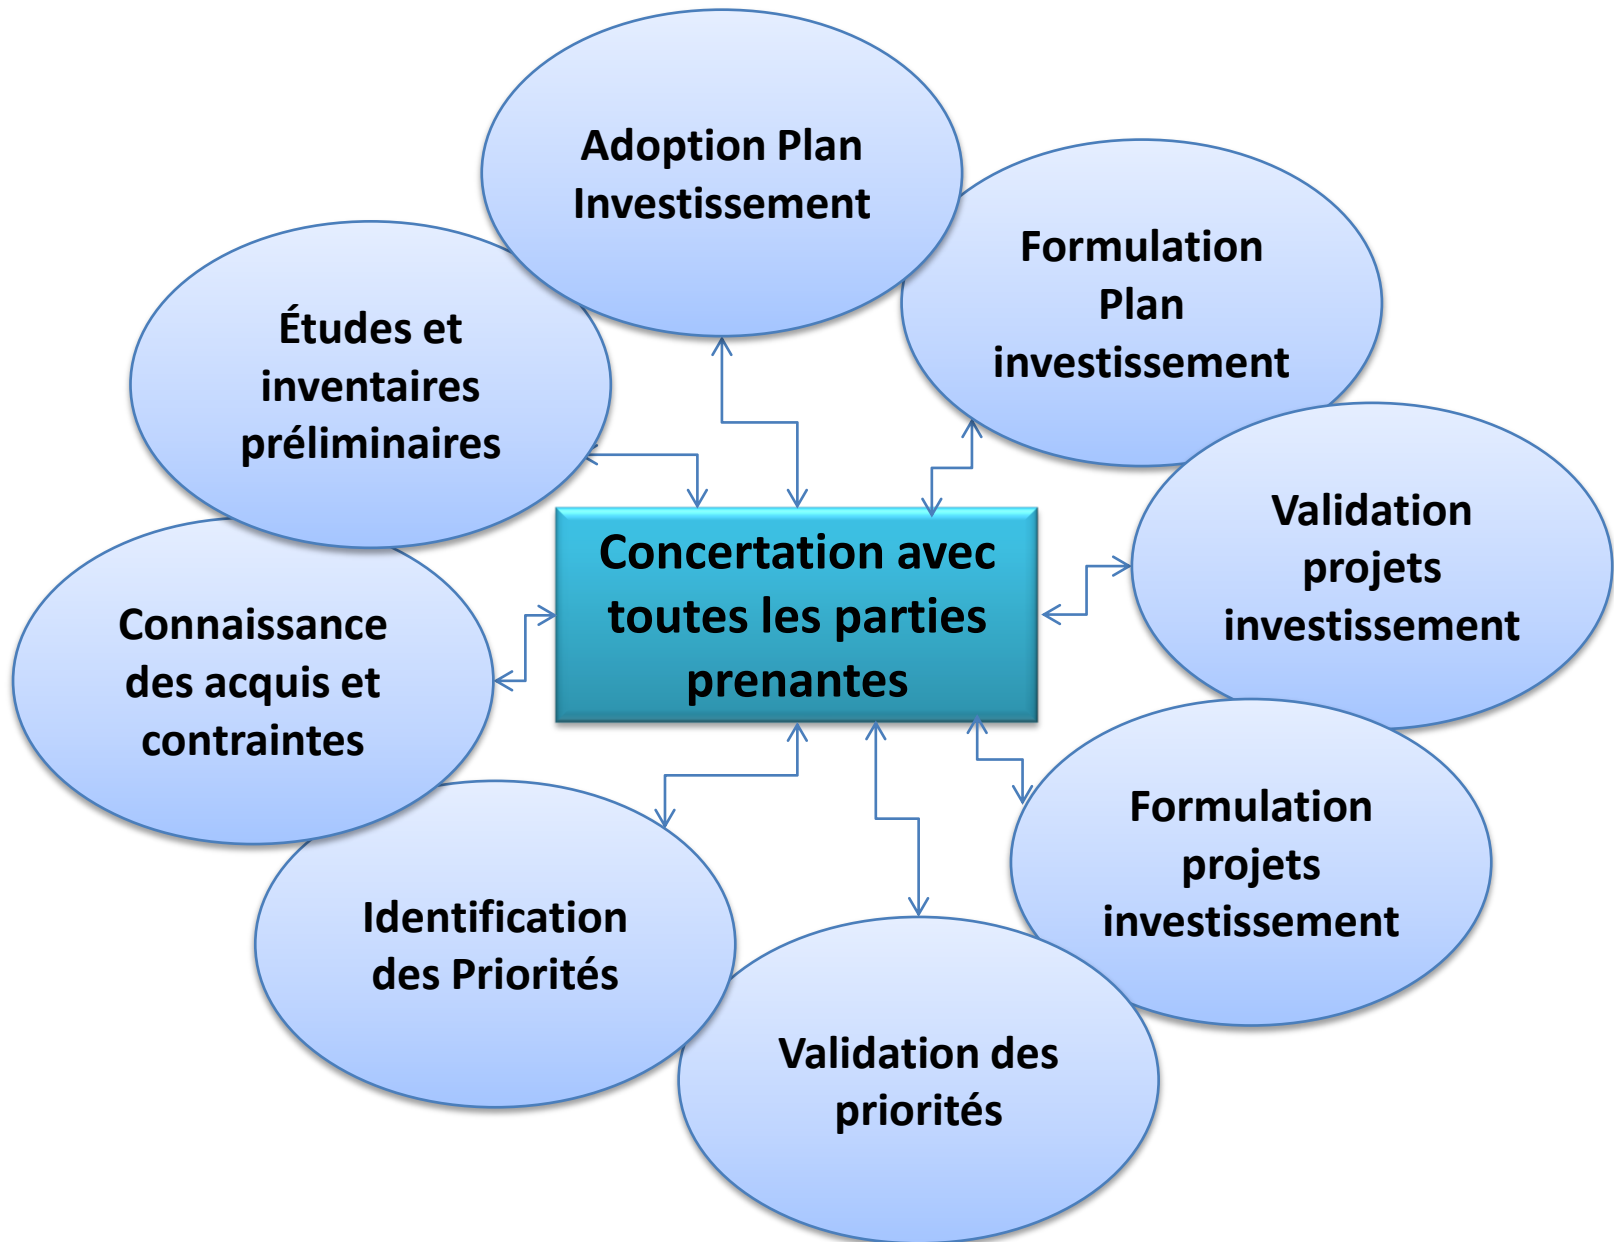 Adoption Plan
Investissement
Formulation
Plan
investissement
Études et
inventaires
préliminaires
Validation
projets
investissement
Concertation avec
toutes les parties
prenantes
Connaissance
des acquis et
contraintes
Formulation
projets
investissement
Identification
des Priorités
Validation des
priorités